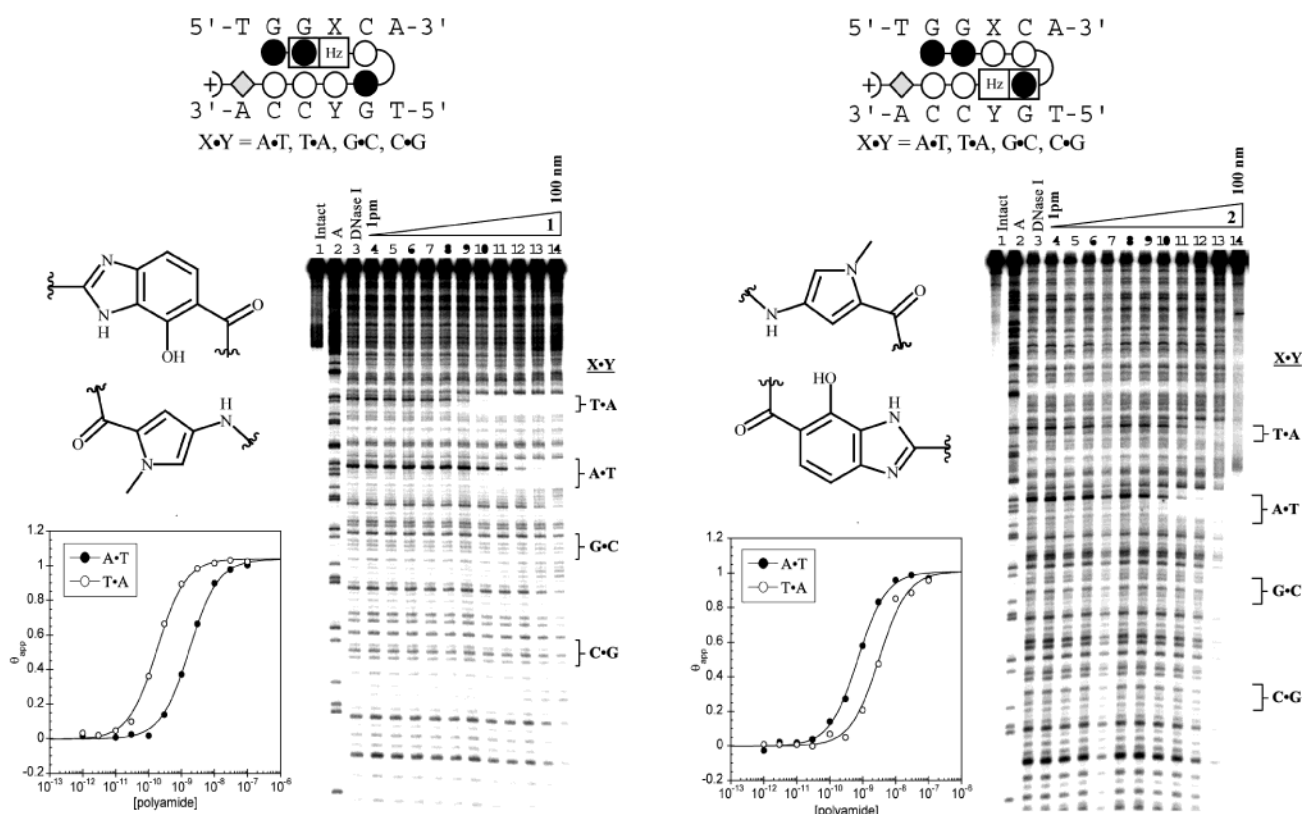 5'-T G G X C A-3'
Hz
3'-A C C Y G T-5'
X•Y = A•T, T•A, G•C, C•G
Intact
A
DNase I
1pm
100 nm
1
1 2 3 4 5 6 7 8 9 10 11 12 13 14
N
N
H
OH
O
O
N
H
N
X•Y
T•A
A•T
G•C
C•G
A•T
T•A
1.2
1
0.8
0.6
0.4
0.2
0
-0.2
θapp
10-13 10-12 10-11 10-10 10-9 10-8 10-7 10-6
[polyamide]
5'-T G G X C A-3'
Hz
3'-A C C Y G T-5'
X•Y = A•T, T•A, G•C, C•G
Intact
A
DNase I
1pm
100 nm
2
1 2 3 4 5 6 7 8 9 10 11 12 13 14
N
N
H
O
HO
H
N
O
N
X•Y
T•A
A•T
G•C
C•G
A•T
T•A
1.2
1
0.8
0.6
0.4
0.2
0
-0.2
θapp
10-13 10-12 10-11 10-10 10-9 10-8 10-7 10-6
[polyamide]